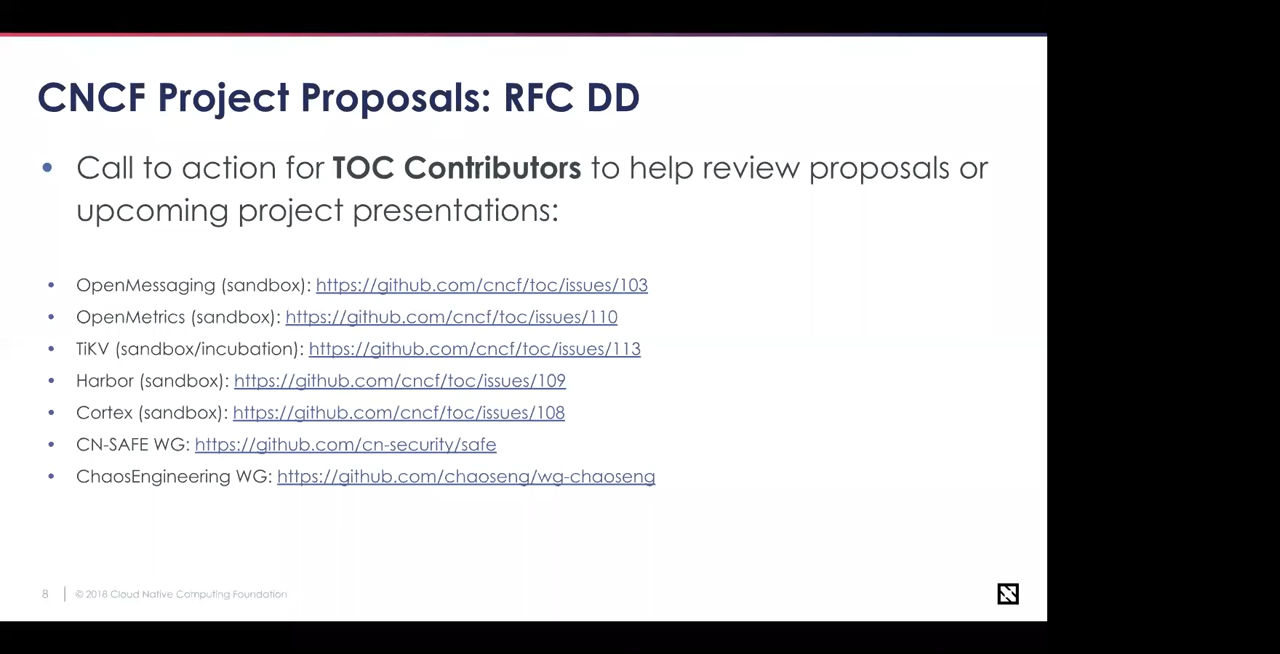 CNCF Project Proposals: RFC DD
• Call to action for TOC Contributors to help review proposals or
upcoming project presentations:
• OpenMessaging (sandbox): https://github.com/cncf/toc/issues/103
• OpenMetrics (sandbox): https://github.com/cncf/toc/issues/110
• TiKV (sandbox/incubation): https://github.com/cncf/toc/issues/113
• Harbor (sandbox): https://github.com/cncf/toc/issues/109
• Cortex (sandbox): https://github.com/cncf/toc/issues/108
• CN-SAFE WG: https://github.com/cn-security/safe
• ChaosEngineering WG: https://github.com/chaoseng/wg-chaoseng
8 | © 2018 Cloud Native Computing Foundation